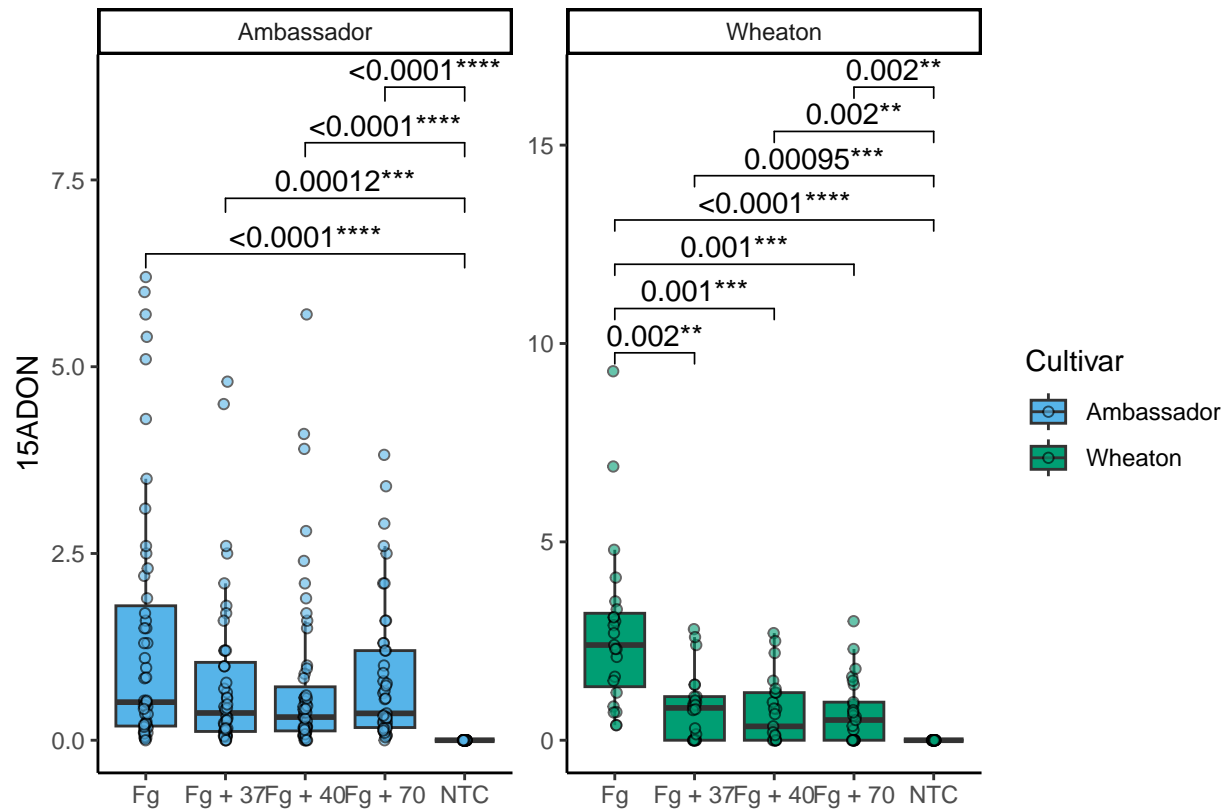 Ambassador
Wheaton
<0.0001****
<0.0001****
0.00012***
<0.0001****
0.002**
0.002**
0.00095***
<0.0001****
0.001***
0.001***
0.002**
15ADON
7.5
5.0
2.5
0.0
15
10
5
0
Fg
Fg + 37
Fg + 40
Fg + 70
NTC
Fg
Fg + 37
Fg + 40
Fg + 70
NTC
Cultivar
Ambassador
Wheaton